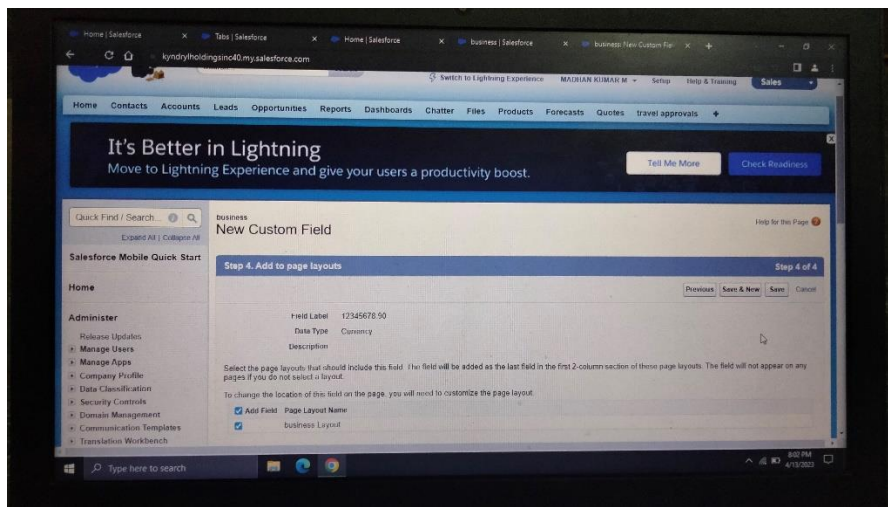 Home | Salesforce
Tabs | Salesforce
Home | Salesforce
business | Salesforce
business: New Custom Fie
kyndrylholdingsinc40.my.salesforce.com
Switch to Lightning Experience MADHAN KUMAR M Setup Help & Training Sales
Home Contacts Accounts Leads Opportunities Reports Dashboards Chatter Files Products Forecasts Quotes travel approvals +
It's Better in Lightning
Move to Lightning Experience and give your users a productivity boost.
Tell Me More
Check Readiness
Quick Find / Search...
Expand All | Collapse All
Salesforce Mobile Quick Start
Home
Administer
Release Updates
Manage Users
Manage Apps
Company Profile
Data Classification
Security Controls
Domain Management
Communication Templates
Translation Workbench
business
New Custom Field
Help for this Page
Step 4. Add to page layouts
Step 4 of 4
Previous Save & New Save Cancel
Field Label 12345678.90
Data Type Currency
Description
Select the page layouts that should include this field. The field will be added as the last field in the first 2-column section of these page layouts. The field will not appear on any
pages if you do not select a layout.
To change the location of this field on the page, you will need to customize the page layout.
Add Field Page Layout Name
business Layout
Type here to search
8:02 PM
4/13/2023